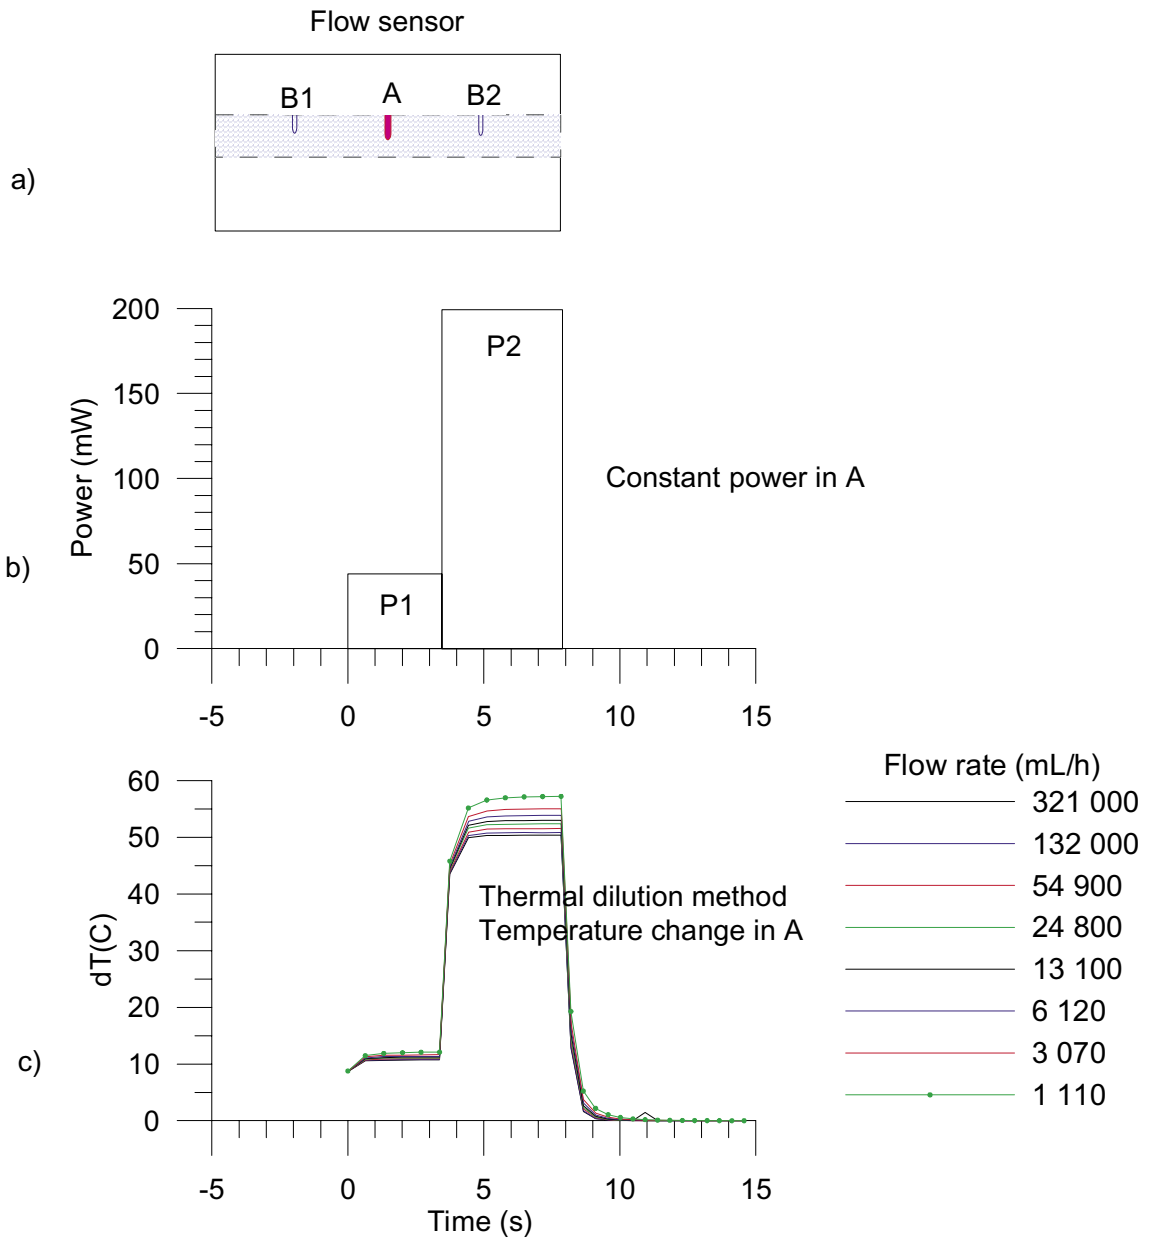 Flow sensor
B1
A
B2
a)
200
150
100
50
0
Power (mW)
P1
P2
Constant power in A
b)
-5
0
5
10
15
60
50
40
30
20
10
0
dT(C)
Thermal dilution method
Temperature change in A
c)
-5
0
5
10
15
Time (s)
Flow rate (mL/h)
321 000
132 000
54 900
24 800
13 100
6 120
3 070
1 110